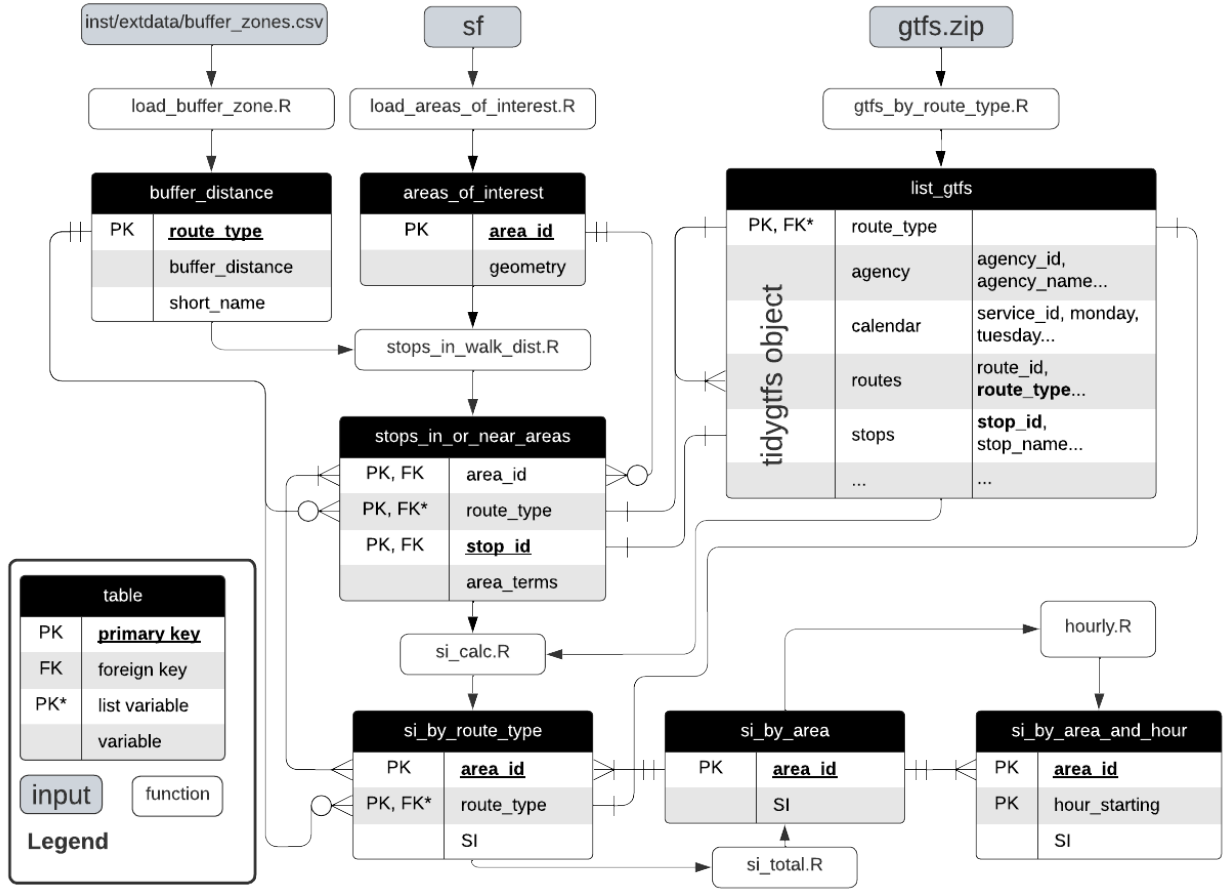 inst/extdata/buffer_zones.csv
sf
gtfs.zip
load_buffer_zone.R
load_areas_of_interest.R
gtfs_by_route_type.R
buffer_distance
PK
route_type
buffer_distance
short_name
areas_of_interest
PK
area_id
geometry
list_gtfs
PK, FK*
route_type
tidygtfs object
agency
agency_id,
agency_name...
calendar
service_id, monday,
tuesday...
routes
route_id,
route_type...
stops
stop_id,
stop_name...
...
...
stops_in_walk_dist.R
stops_in_or_near_areas
PK, FK
area_id
PK, FK*
route_type
PK, FK
stop_id
area_terms
si_calc.R
hourly.R
si_by_route_type
PK
area_id
PK, FK*
route_type
SI
si_by_area
PK
area_id
SI
si_by_area_and_hour
PK
area_id
PK
hour_starting
SI
si_total.R
table
PK
primary key
FK
foreign key
PK*
list variable
variable
input
function
Legend